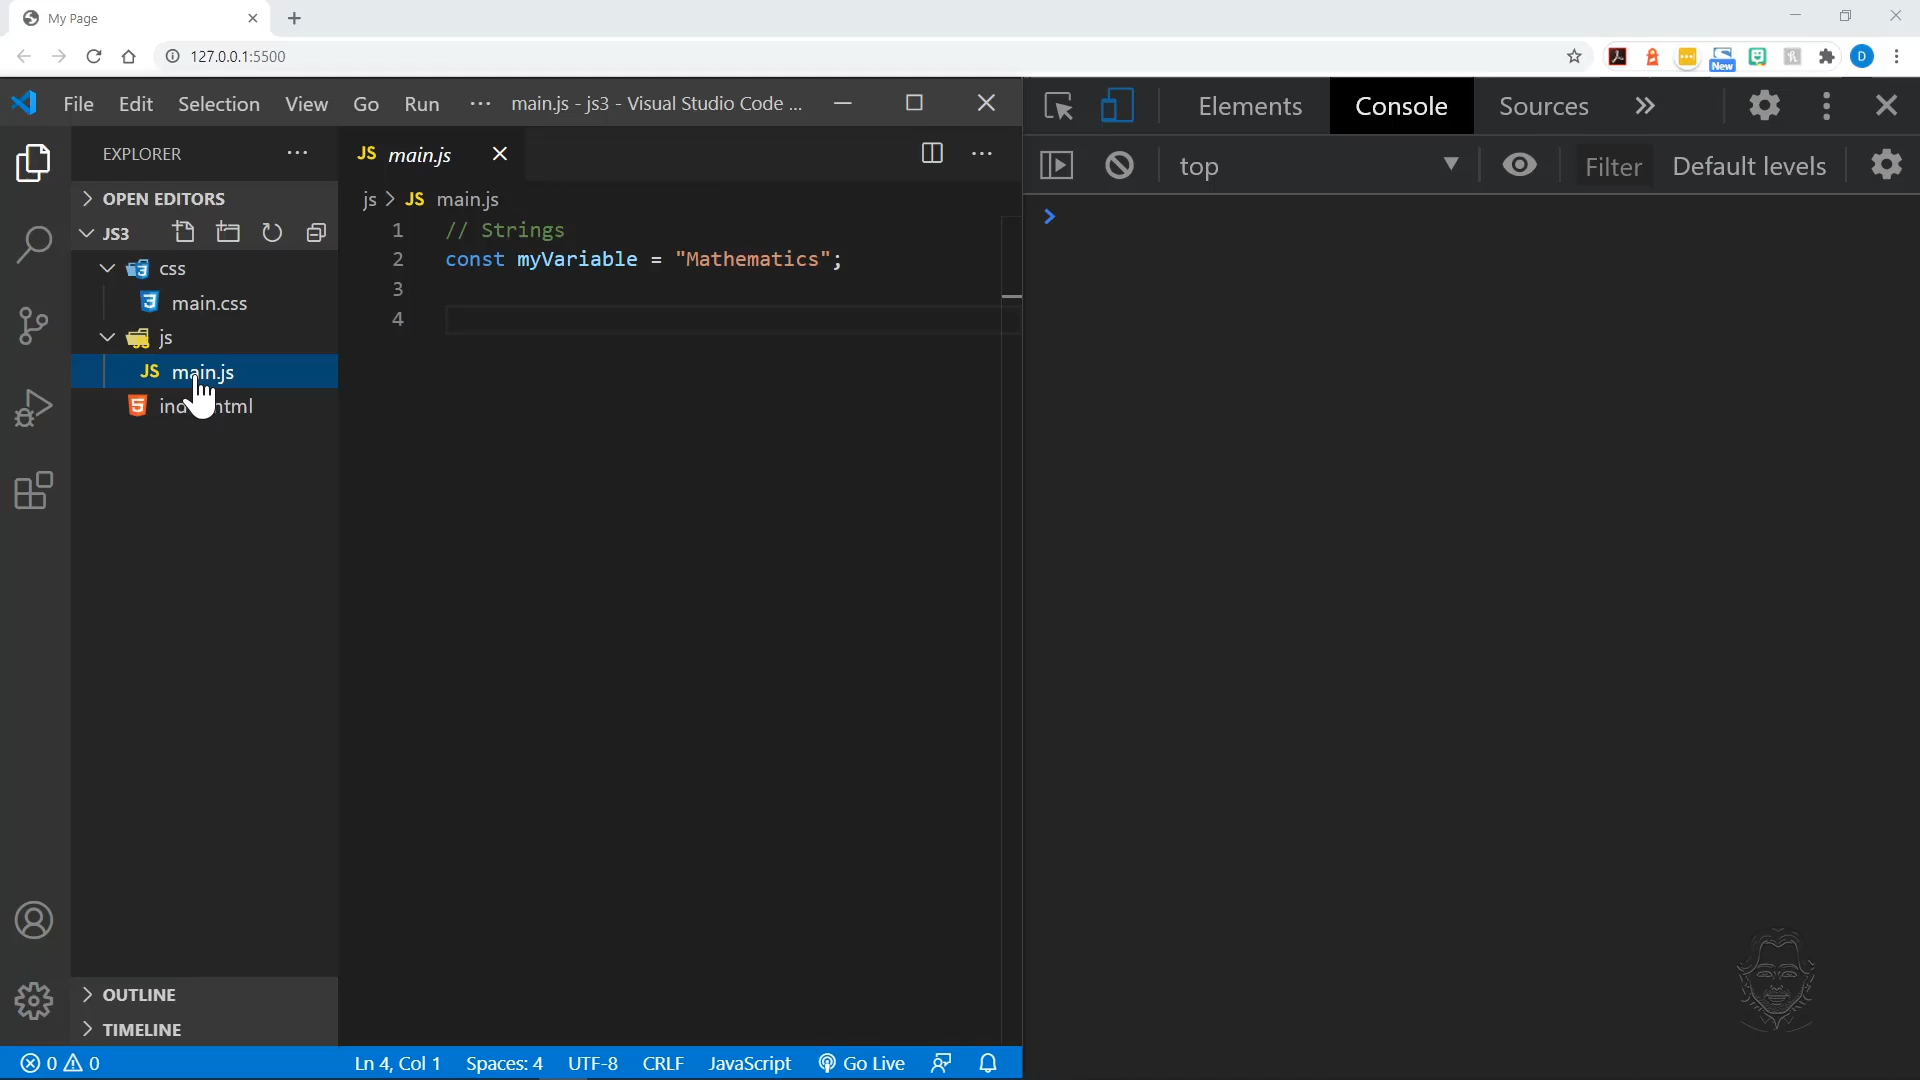 My Page
127.0.0.1:5500
New
D
File Edit Selection View Go Run ··· main.js - js3 - Visual Studio Code ...
Elements Console Sources
EXPLORER
JS main.js
top Filter Default levels
OPEN EDITORS
js > JS main.js
JS3
1 // Strings
2 const myVariable = "Mathematics";
3
4
css
main.css
js
JS main.js
OUTLINE
TIMELINE
0 0 Ln 4, Col 1 Spaces: 4 UTF-8 CRLF JavaScript Go Live